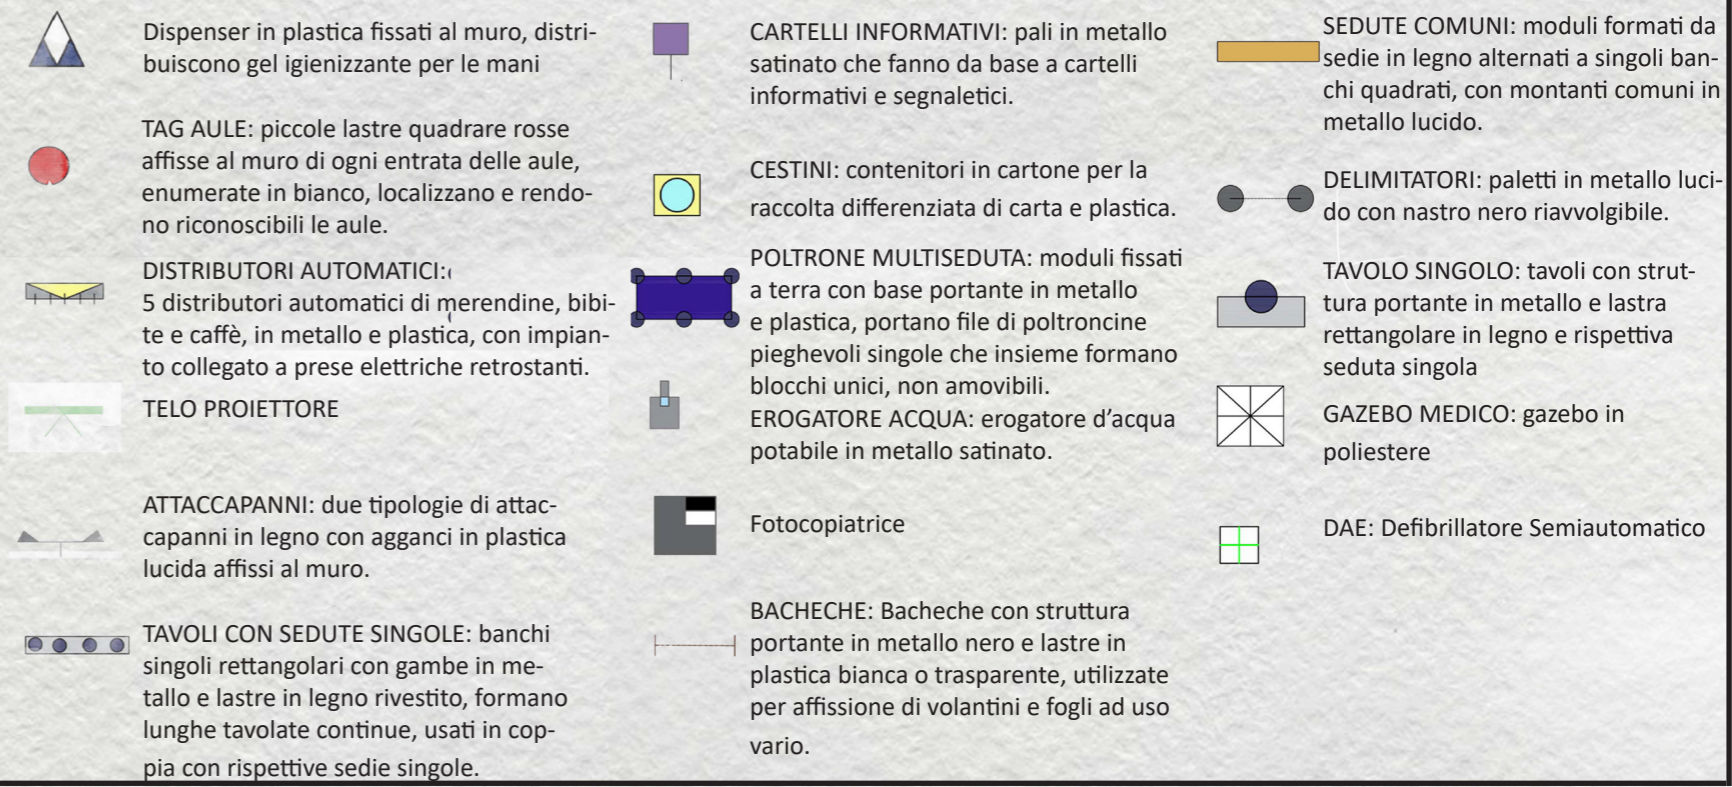 Dispenser in plastica fissati al muro, distri-
buiscono gel igienizzante per le mani
TAG AULE: piccole lastre quadrare rosse
affisse al muro di ogni entrata delle aule,
enumerate in bianco, localizzano e rendo-
no riconoscibili le aule.
DISTRIBUTORI AUTOMATICI:
5 distributori automatici di merendine, bibi-
te e caffè, in metallo e plastica, con impian-
to collegato a prese elettriche retrostanti.
TELO PROIETTORE
ATTACCAPANNI: due tipologie di attac-
capanni in legno con agganci in plastica
lucida affissi al muro.
TAVOLI CON SEDUTE SINGOLE: banchi
singoli rettangolari con gambe in me-
tallo e lastre in legno rivestito, formano
lunghe tavolate continue, usati in cop-
pia con rispettive sedie singole.
CARTELLI INFORMATIVI: pali in metallo
satinato che fanno da base a cartelli
informativi e segnaletici.
CESTINI: contenitori in cartone per la
raccolta differenziata di carta e plastica.
POLTRONE MULTISEDUTA: moduli fissati
a terra con base portante in metallo
e plastica, portano file di poltroncine
pieghevoli singole che insieme formano
blocchi unici, non amovibili.
EROGATORE ACQUA: erogatore d'acqua
potabile in metallo satinato.
Fotocopiatrice
BACHECHE: Bacheche con struttura
portante in metallo nero e lastre in
plastica bianca o trasparente, utilizzate
per affissione di volantini e fogli ad uso
vario.
SEDUTE COMUNI: moduli formati da
sedie in legno alternati a singoli ban-
chi quadrati, con montanti comuni in
metallo lucido.
DELIMITATORI: paletti in metallo luci-
do con nastro nero riavvolgibile.
TAVOLO SINGOLO: tavoli con strut-
tura portante in metallo e lastra
rettangolare in legno e rispettiva
seduta singola
GAZEBO MEDICO: gazebo in
poliestere
DAE: Defibrillatore Semiautomatico